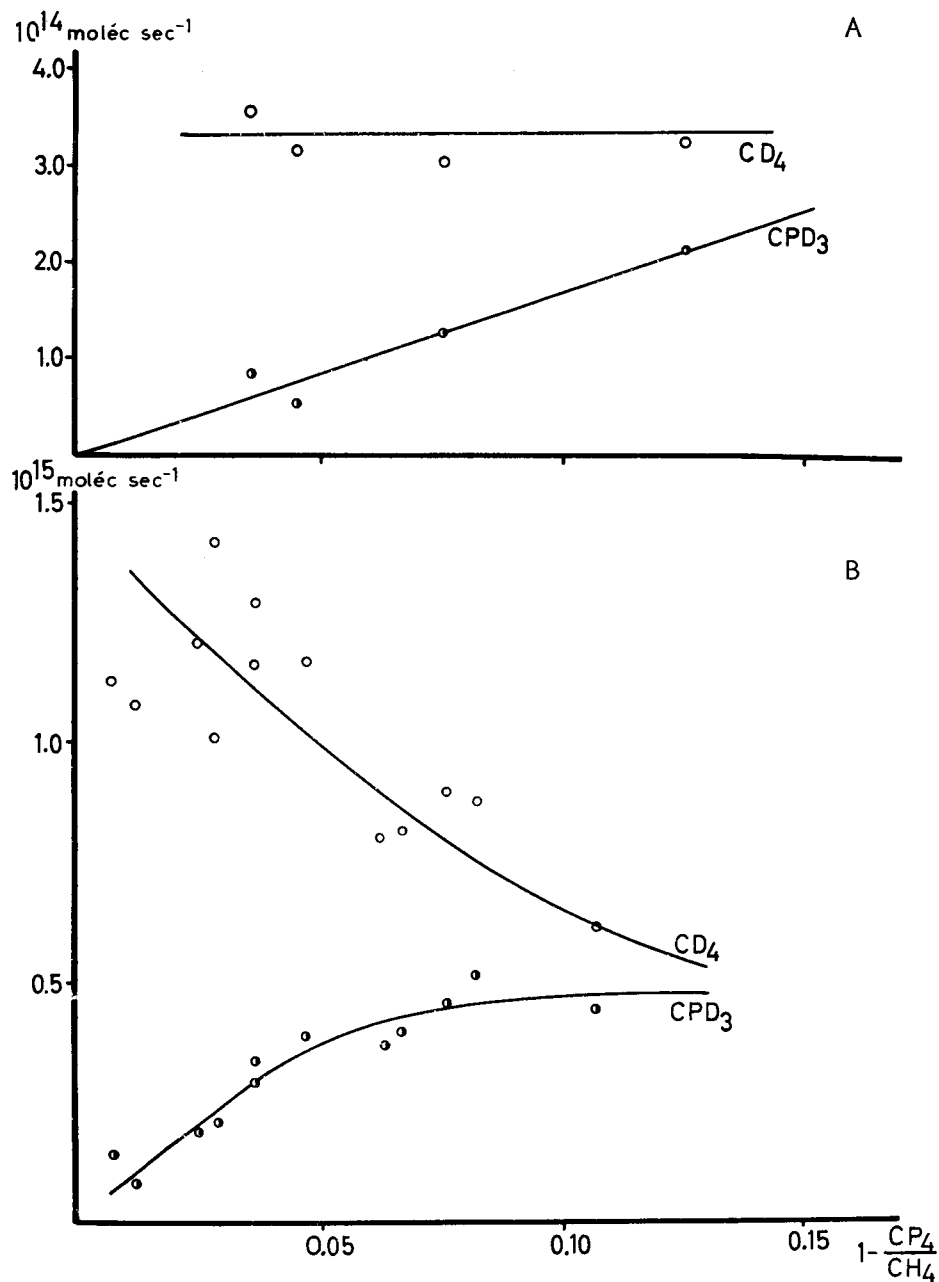 10¹⁴ moléc sec⁻¹
A
4.0
3.0
CD₄
CPD₃
2.0
1.0
10¹⁵ moléc sec⁻¹
1.5
B
1.0
CD₄
0.5
CPD₃
0.05
0.10
0.15
1-CP₄/CH₄